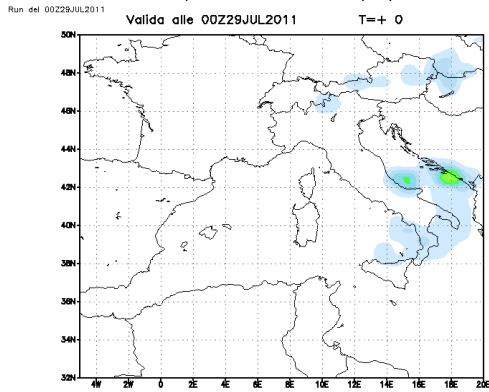 Run del 00Z29JUL2011
Valida alle 00Z29JUL2011 T=+ 0
50N
48N
46N
44N
42N
40N
38N
36N
34N
32N
4W 2W 0 2E 4E 6E 8E 10E 12E 14E 16E 18E 20E